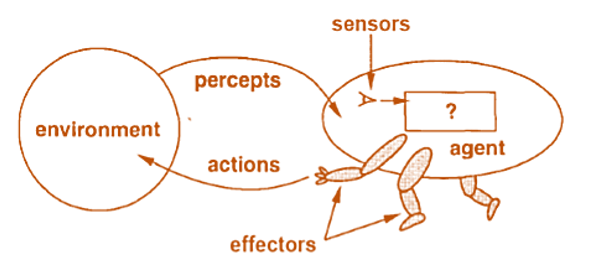 sensors
percepts
?
environment
agent
actions
effectors